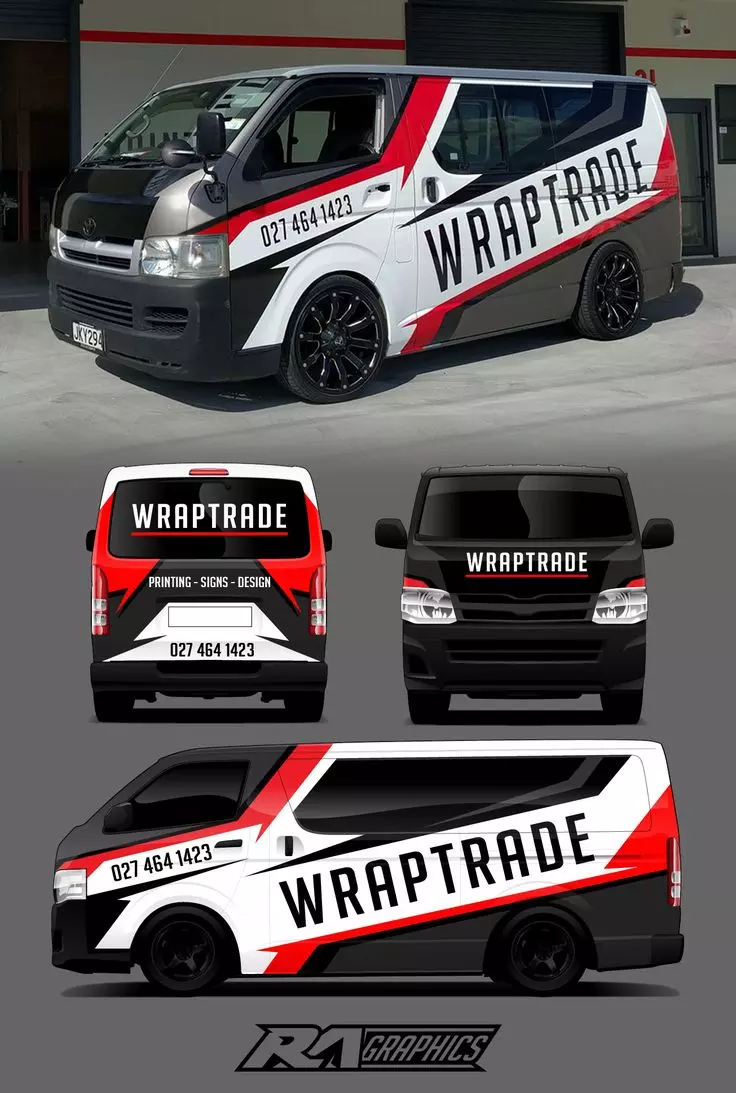 027 464 1423
WRAPTRADE
JKY294
WRAPTRADE
PRINTING - SIGNS - DESIGN
027 464 1423
WRAPTRADE
027 464 1423
WRAPTRADE
RA GRAPHICS